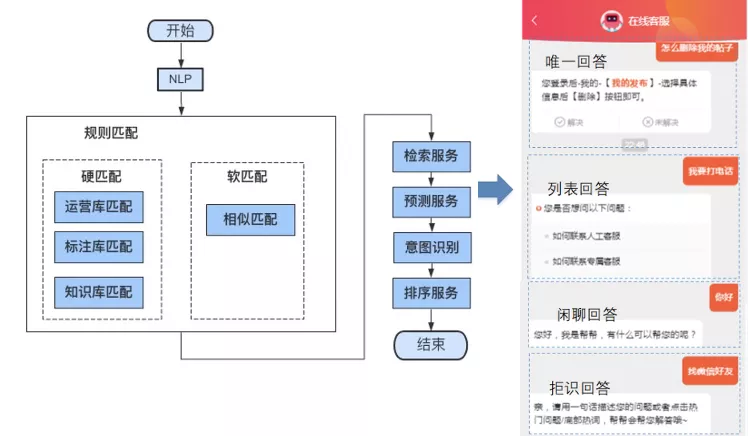 开始
NLP
规则匹配
硬匹配
运营库匹配
标注库匹配
知识库匹配
软匹配
相似匹配
检索服务
预测服务
意图识别
排序服务
结束
在线客服
怎么删除我的帖子
唯一回答
您登录后-我的-【我的发布】-选择具体
信息后【删除】按钮即可。
解决
未解决
我要打电话
列表回答
您是否想问以下问题：
如何联系人工客服
如何联系专属客服
你好
闲聊回答
您好，我是帮帮，有什么可以帮您的呢？
找微信好友
拒识回答
亲，请用一句话描述您的问题或者点击热
门问题/底部热词，帮帮会帮您解答哦~